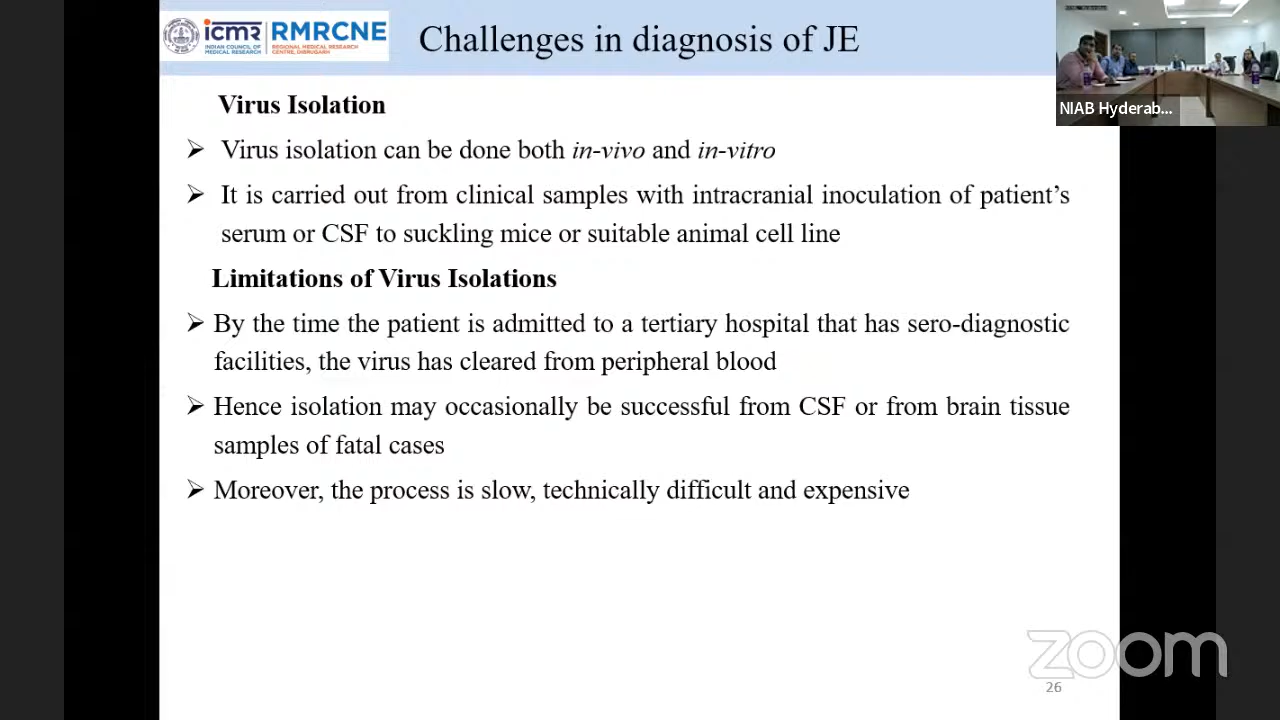 icmr RMRCNE
INDIAN COUNCIL OF
MEDICAL RESEARCH
REGIONAL MEDICAL RESEARCH
CENTRE, DIBRUGARH
Challenges in diagnosis of JE
NIAB Hyderab...
Virus Isolation
➢ Virus isolation can be done both in-vivo and in-vitro
➢ It is carried out from clinical samples with intracranial inoculation of patient’s
serum or CSF to suckling mice or suitable animal cell line
Limitations of Virus Isolations
➢ By the time the patient is admitted to a tertiary hospital that has sero-diagnostic
facilities, the virus has cleared from peripheral blood
➢ Hence isolation may occasionally be successful from CSF or from brain tissue
samples of fatal cases
➢ Moreover, the process is slow, technically difficult and expensive
zoom
26